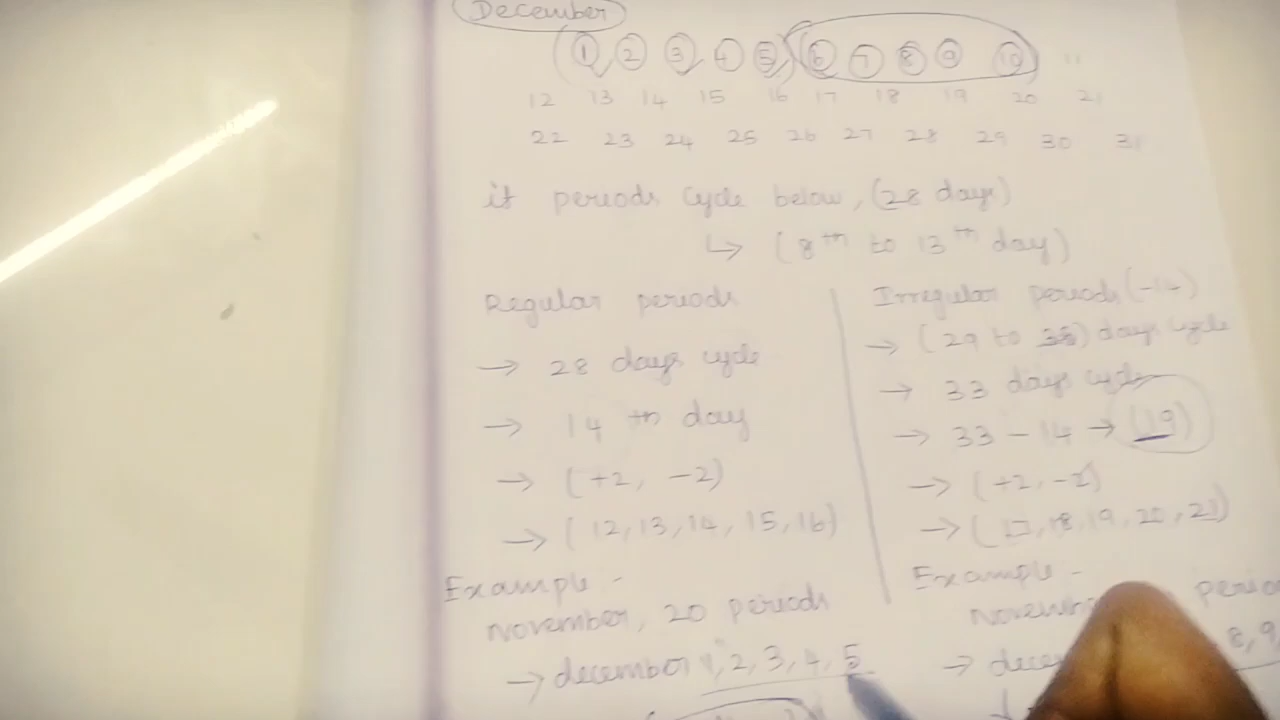 December
1 2 3 4 5 6 7 8 9 10 11
12 13 14 15 16 17 18 19 20 21
22 23 24 25 26 27 28 29 30 31
it periods cycle below, (28 days)
↳ (8th to 13th day)
Regular periods
→ 28 days cycle
→ 14th day
→ (+2, -2)
→ (12, 13, 14, 15, 16)
Example -
november, 20 periods
→ december 1, 2, 3, 4, 5
Irregular periods (-14)
→ (29 to 35) days cycle
→ 33 days cycle
→ 33 - 14 → (19)
→ (+2, -2)
→ (17, 18, 19, 20, 21)
Example -
8, 9